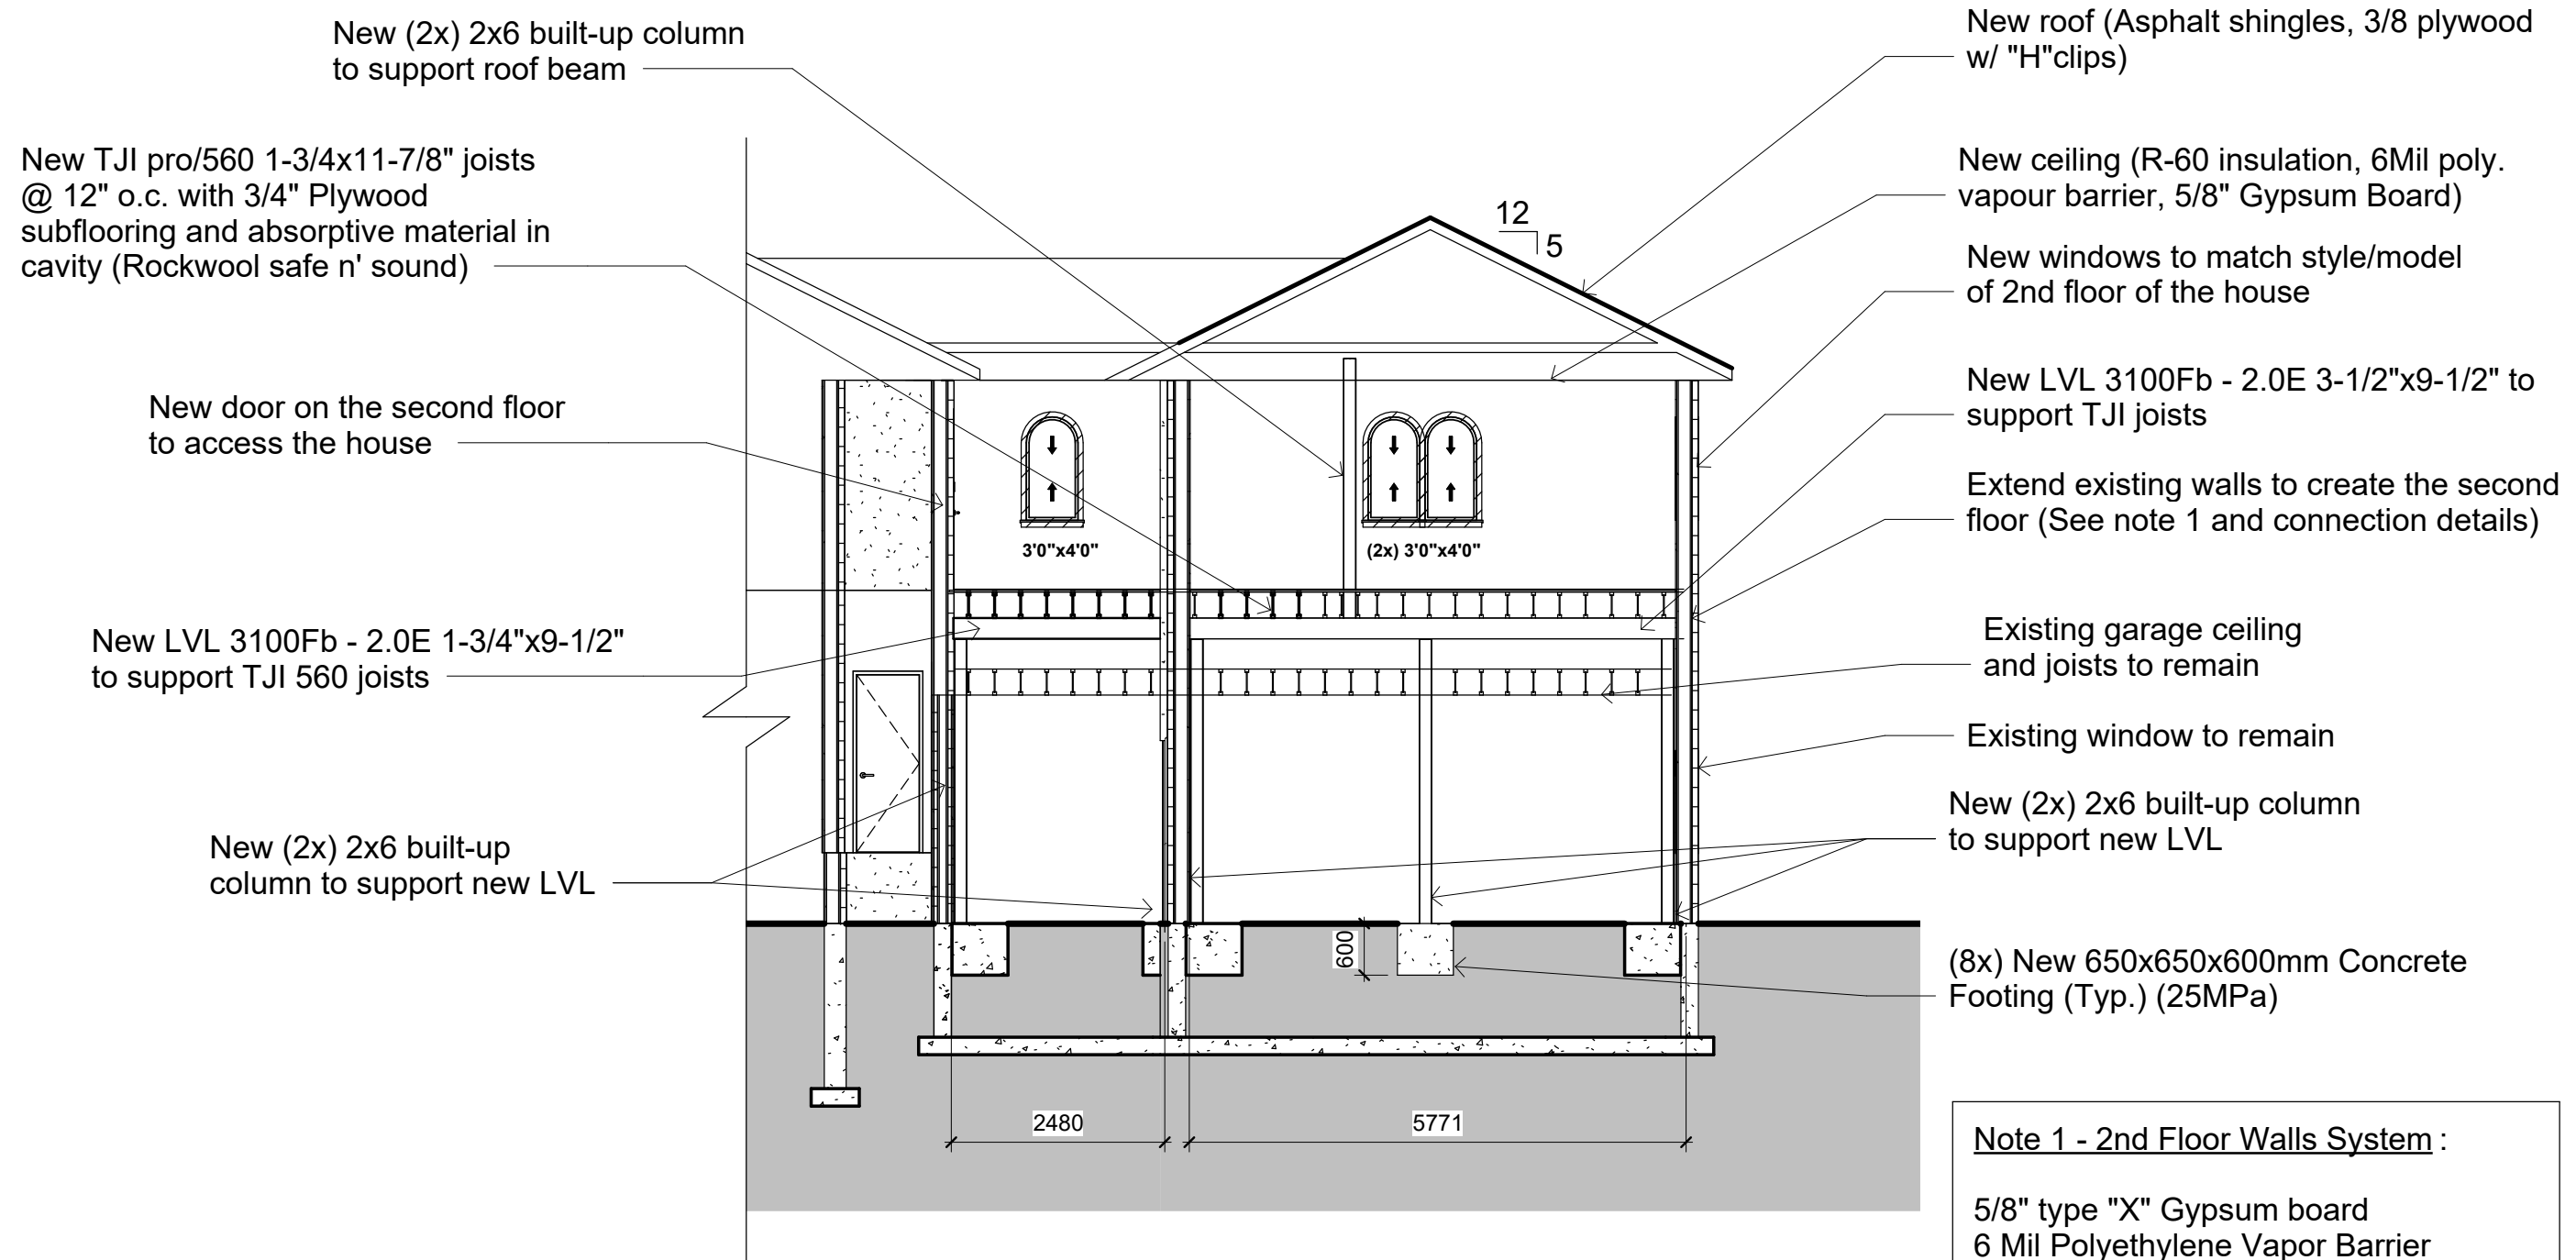 New (2x) 2x6 built-up column
to support roof beam
New TJI pro/560 1-3/4x11-7/8" joists
@ 12" o.c. with 3/4" Plywood
subflooring and absorptive material in
cavity (Rockwool safe n' sound)
New door on the second floor
to access the house
New LVL 3100Fb - 2.0E 1-3/4"x9-1/2"
to support TJI 560 joists
New (2x) 2x6 built-up
column to support new LVL
12
5
3'0"x4'0"
(2x) 3'0"x4'0"
600
2480
5771
New roof (Asphalt shingles, 3/8 plywood
w/ "H"clips)
New ceiling (R-60 insulation, 6Mil poly.
vapour barrier, 5/8" Gypsum Board)
New windows to match style/model
of 2nd floor of the house
New LVL 3100Fb - 2.0E 3-1/2"x9-1/2" to
support TJI joists
Extend existing walls to create the second
floor (See note 1 and connection details)
Existing garage ceiling
and joists to remain
Existing window to remain
New (2x) 2x6 built-up column
to support new LVL
(8x) New 650x650x600mm Concrete
Footing (Typ.) (25MPa)
Note 1 - 2nd Floor Walls System :
5/8" type "X" Gypsum board
6 Mil Polyethylene Vapor Barrier